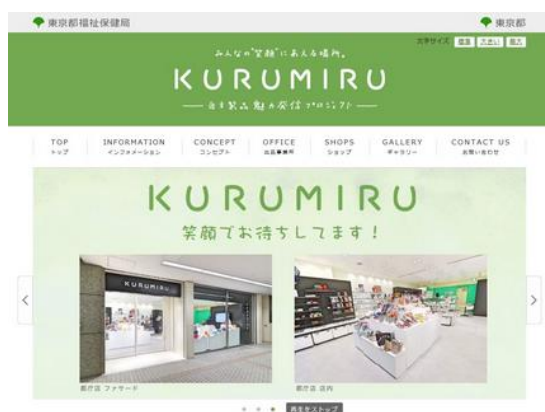 東京都福祉保健局
東京都
文字サイズ 標準 大きい 最大
みんなの"笑顔"にあえる場所。
KURUMIRU
自主製品魅力発信プロジェクト
TOP
トップ
INFORMATION
インフォメーション
CONCEPT
コンセプト
OFFICE
出品事業所
SHOPS
ショップ
GALLERY
ギャラリー
CONTACT US
お問い合わせ
KURUMIRU
笑顔でお待ちしてます!
KURUMIRU
都庁店 ファサード
都庁店 店内
再生をストップ